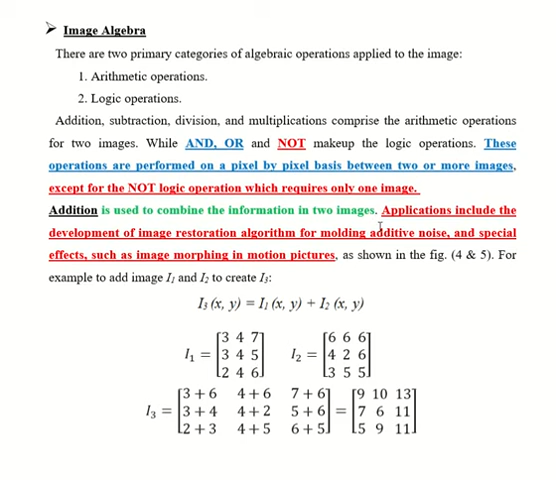 ➤ Image Algebra
There are two primary categories of algebraic operations applied to the image:
1. Arithmetic operations.
2. Logic operations.
Addition, subtraction, division, and multiplications comprise the arithmetic operations
for two images. While AND, OR and NOT makeup the logic operations. These
operations are performed on a pixel by pixel basis between two or more images,
except for the NOT logic operation which requires only one image.
Addition is used to combine the information in two images. Applications include the
development of image restoration algorithm for molding additive noise, and special
effects, such as image morphing in motion pictures, as shown in the fig. (4 & 5). For
example to add image I₁ and I₂ to create I₃:
I₃ (x, y) = I₁ (x, y) + I₂ (x, y)
I₁ = [3 4 7; 3 4 5; 2 4 6] I₂ = [6 6 6; 4 2 6; 3 5 5]
I₃ = [3 + 6 4 + 6 7 + 6; 3 + 4 4 + 2 5 + 6; 2 + 3 4 + 5 6 + 5] = [9 10 13; 7 6 11; 5 9 11]